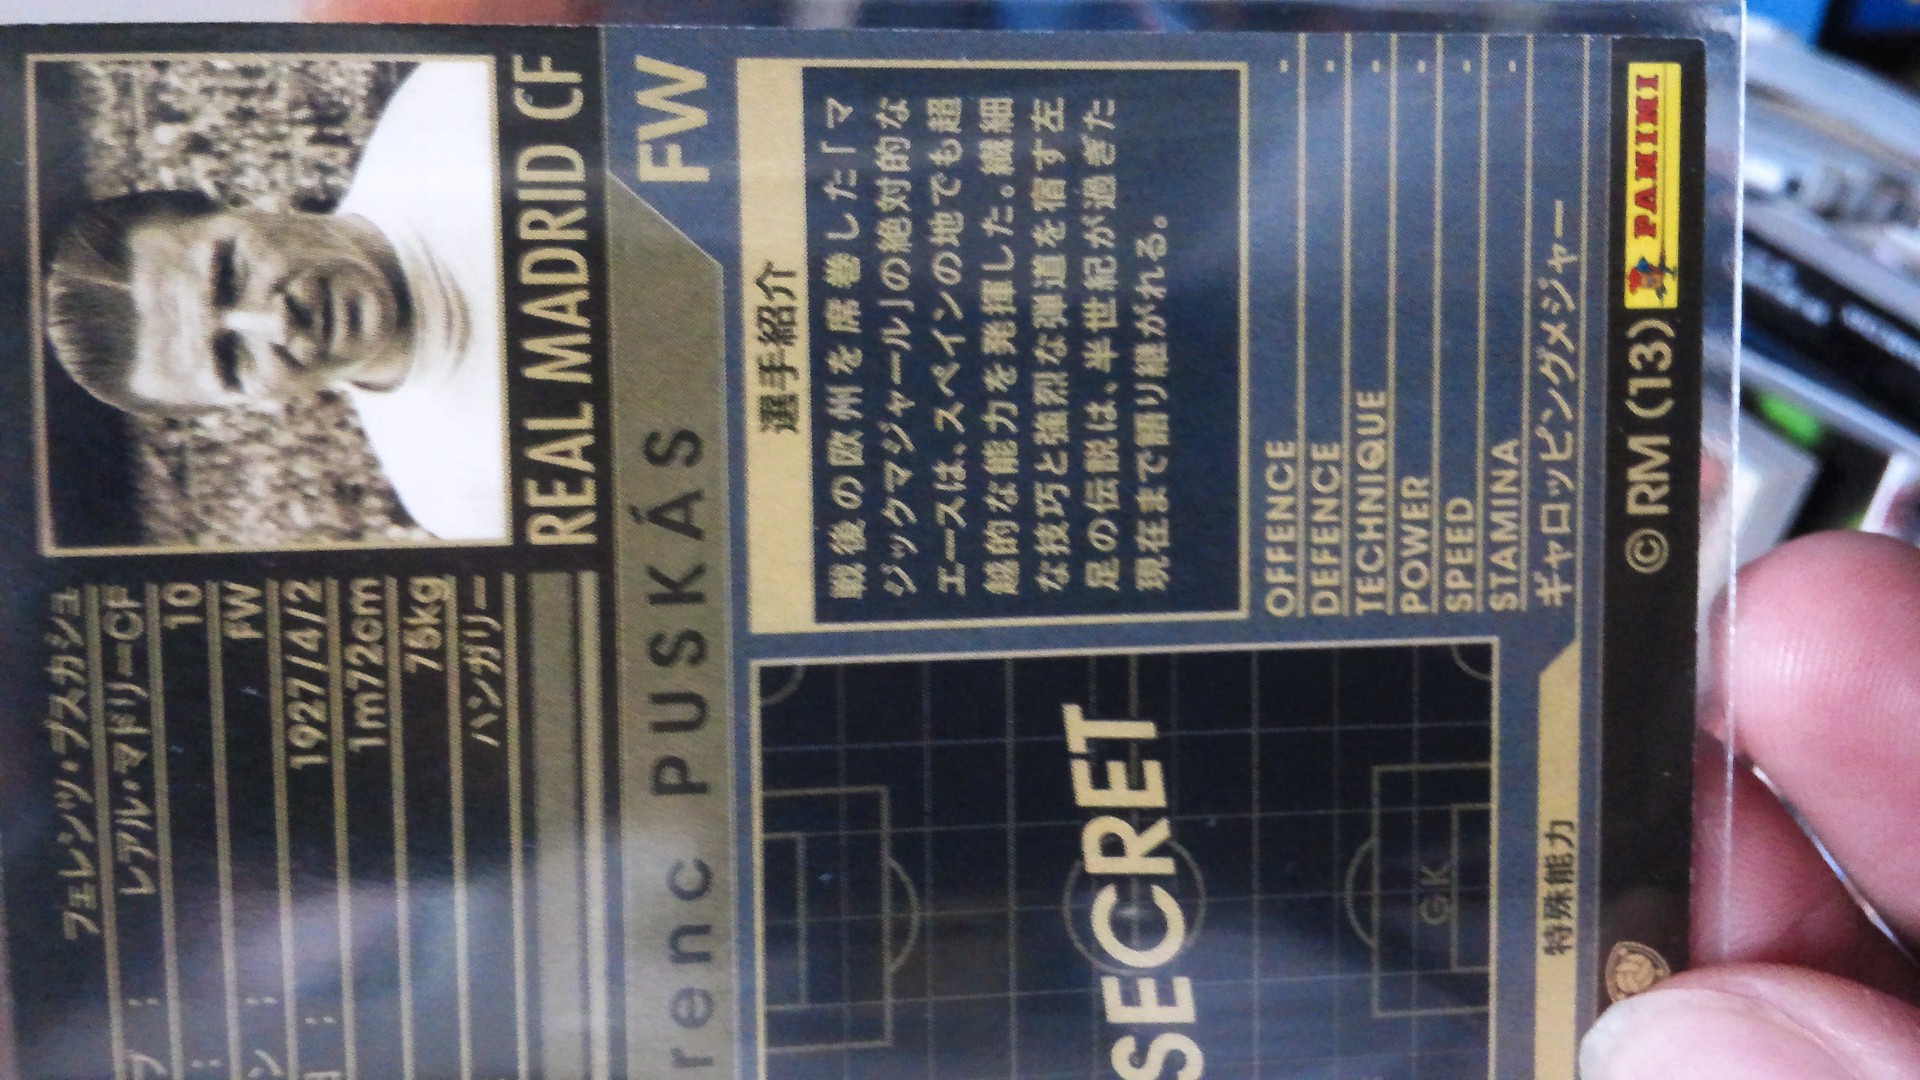 フェレンツ・プスカシュ
レアル・マドリーCF
10
FW
1927/4/2
1m72cm
75kg
ハンガリー
REAL MADRID CF
renc PUSKÁS
FW
選手紹介
戦後の欧州を席巻した「マ
ジックマジャール」の絶対的な
エースは、スペインの地でも超
越的な能力を発揮した。繊細
な技巧と強烈な弾道を宿す左
足の伝説は、半世紀が過ぎた
現在まで語り継がれる。
SECRET
GK
OFFENCE -
DEFENCE -
TECHNIQUE -
POWER -
SPEED -
STAMINA -
特殊能力
ギャロッピングメジャー
© RM (13)
PANINI